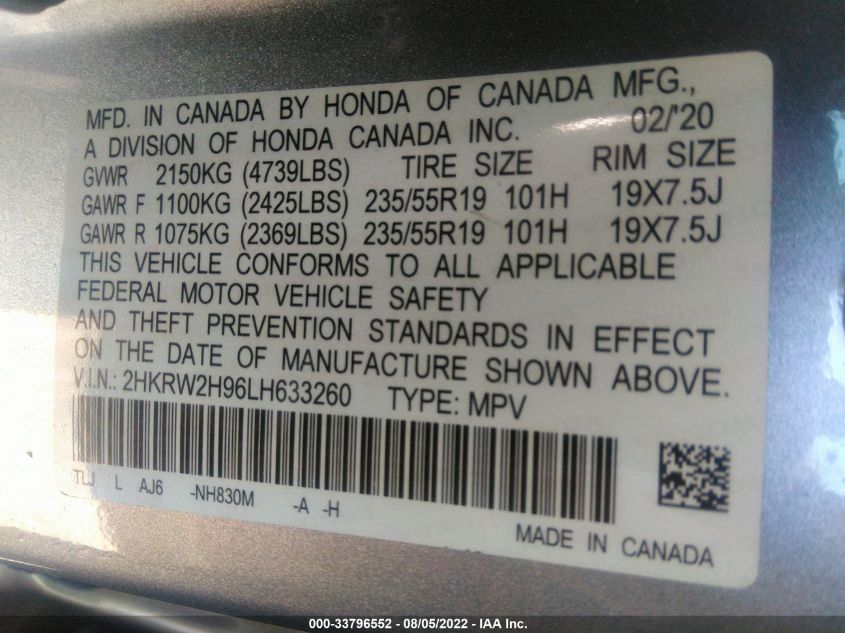 MFD. IN CANADA BY HONDA OF CANADA MFG.,
A DIVISION OF HONDA CANADA INC. 02/'20
GVWR 2150KG (4739LBS) TIRE SIZE RIM SIZE
GAWR F 1100KG (2425LBS) 235/55R19 101H 19X7.5J
GAWR R 1075KG (2369LBS) 235/55R19 101H 19X7.5J
THIS VEHICLE CONFORMS TO ALL APPLICABLE
FEDERAL MOTOR VEHICLE SAFETY
AND THEFT PREVENTION STANDARDS IN EFFECT
ON THE DATE OF MANUFACTURE SHOWN ABOVE.
V.I.N.: 2HKRW2H96LH633260 TYPE: MPV
TLJ L AJ6 -NH830M -A -H
MADE IN CANADA
000-33796552 - 08/05/2022 - IAA Inc.